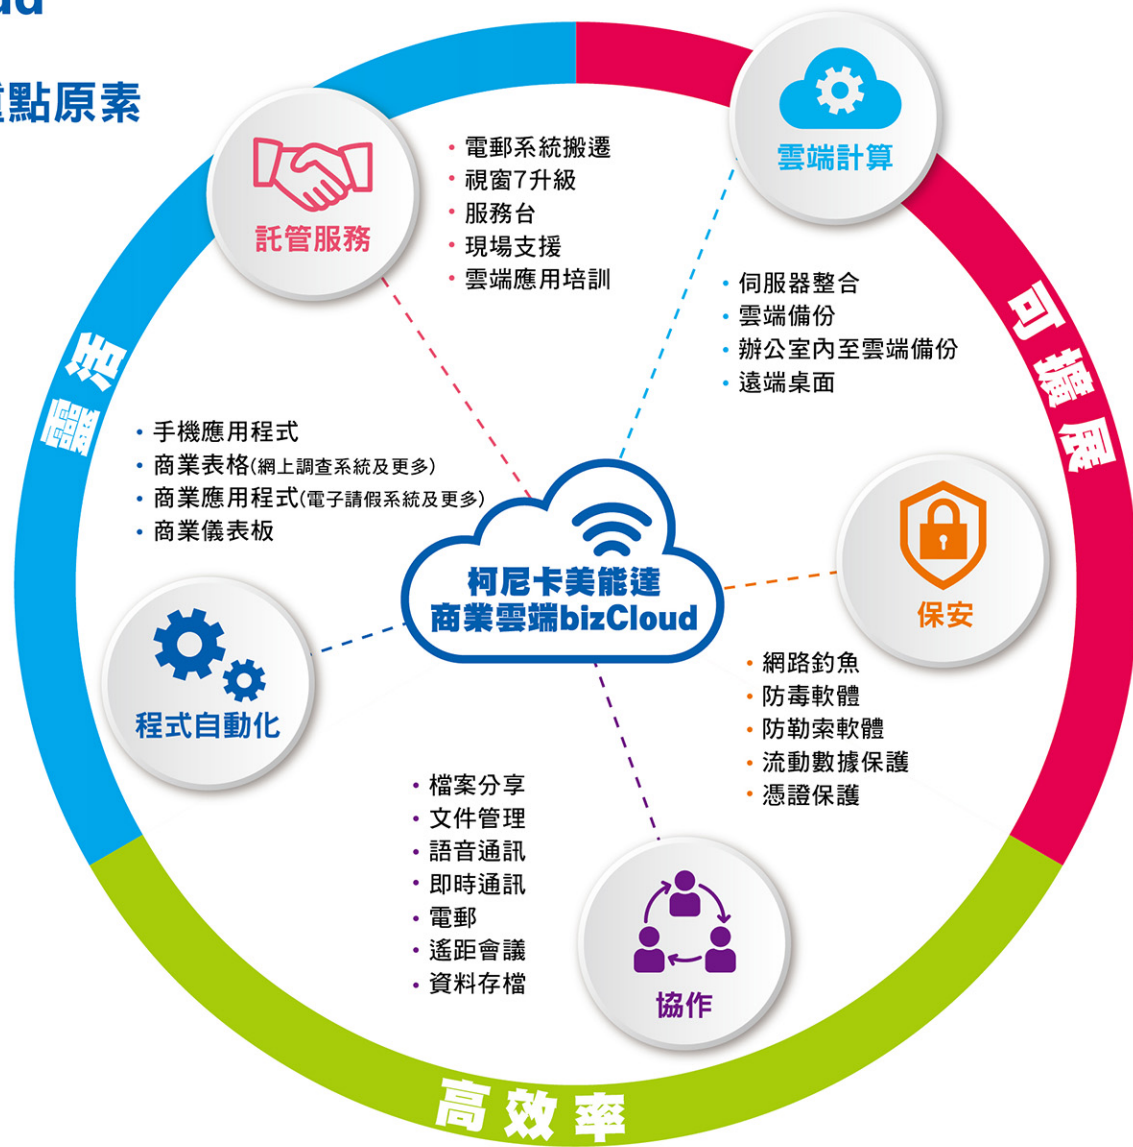 重點原素
託管服務
• 電郵系統搬遷
• 視窗7升級
• 服務台
• 現場支援
• 雲端應用培訓
雲端計算
• 伺服器整合
• 雲端備份
• 辦公室內至雲端備份
• 遠端桌面
靈活
可擴展
• 手機應用程式
• 商業表格(網上調查系統及更多)
• 商業應用程式(電子請假系統及更多)
• 商業儀表板
程式自動化
柯尼卡美能達
商業雲端bizCloud
保安
• 網路釣魚
• 防毒軟體
• 防勒索軟體
• 流動數據保護
• 憑證保護
• 檔案分享
• 文件管理
• 語音通訊
• 即時通訊
• 電郵
• 遙距會議
• 資料存檔
協作
高效率